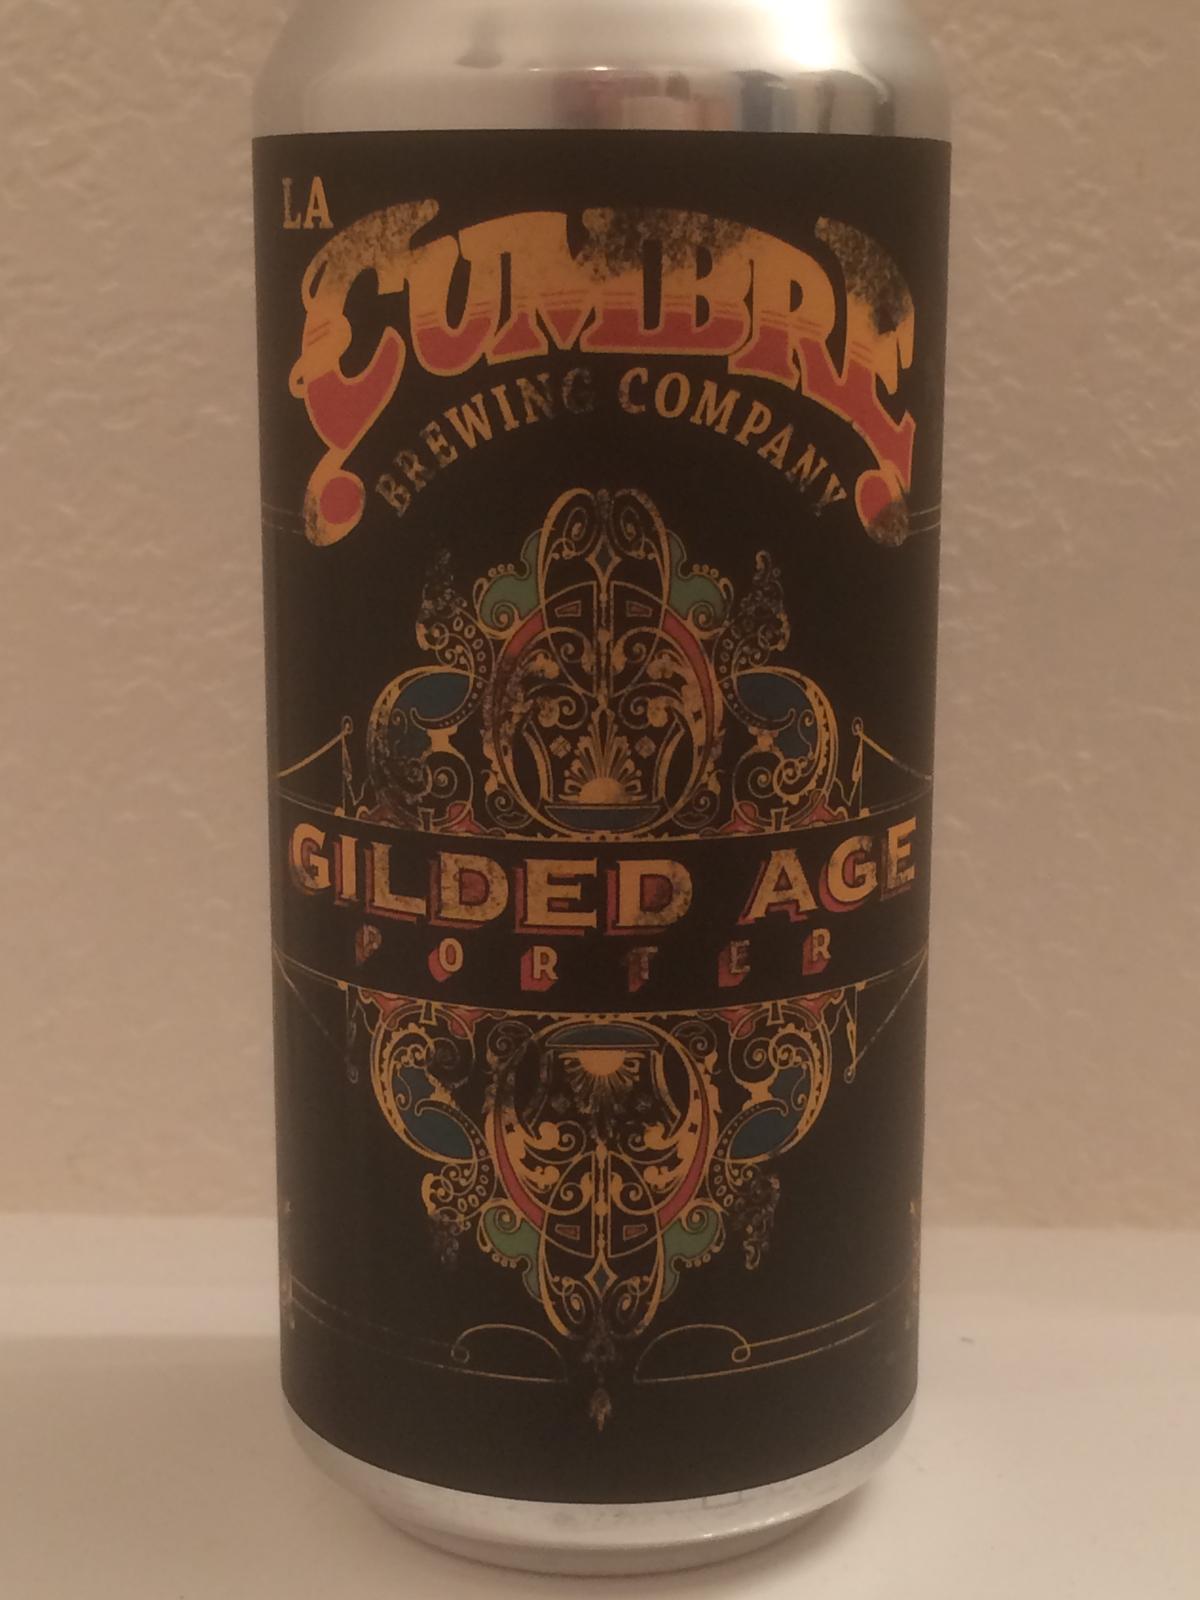 LA
CUMBRE
BREWING COMPANY
GILDED AGE
PORTER